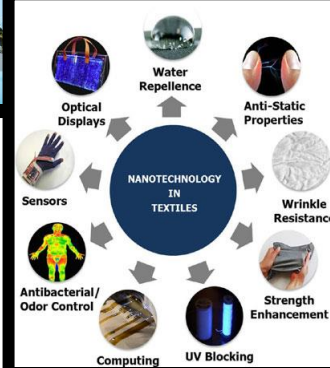 Water
Repellence
Optical
Displays
Anti-Static
Properties
Sensors
NANOTECHNOLOGY
IN
TEXTILES
Wrinkle
Resistance
Antibacterial/
Odor Control
Strength
Enhancement
Computing
UV Blocking